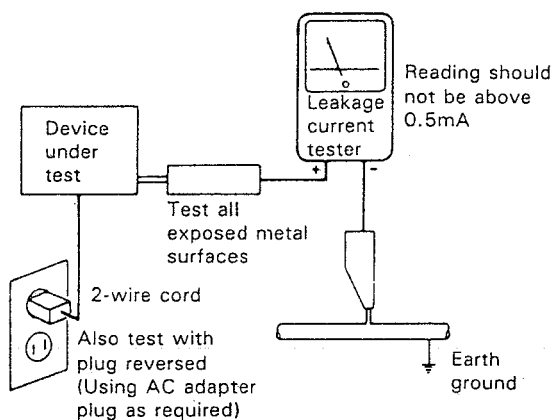 Device
under
test
Leakage
current
tester
+
-
Reading should
not be above
0.5mA
Test all
exposed metal
surfaces
2-wire cord
Also test with
plug reversed
(Using AC adapter
plug as required)
Earth
ground